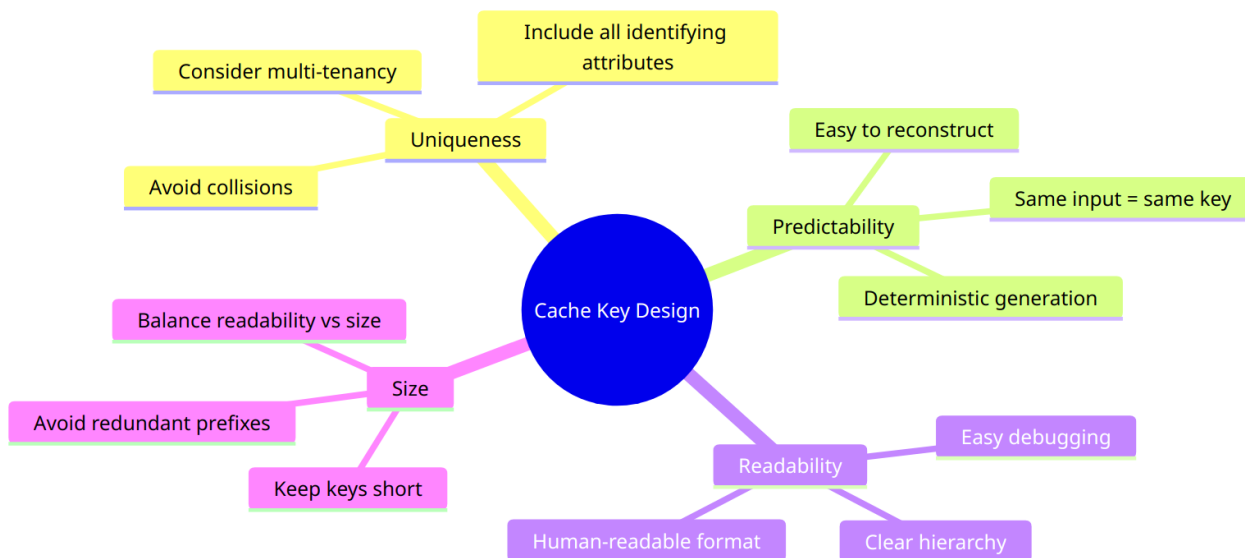 Include all identifying
attributes
Consider multi-tenancy
Uniqueness
Avoid collisions
Easy to reconstruct
Same input = same key
Predictability
Deterministic generation
Cache Key Design
Balance readability vs size
Size
Avoid redundant prefixes
Keep keys short
Easy debugging
Readability
Human-readable format
Clear hierarchy